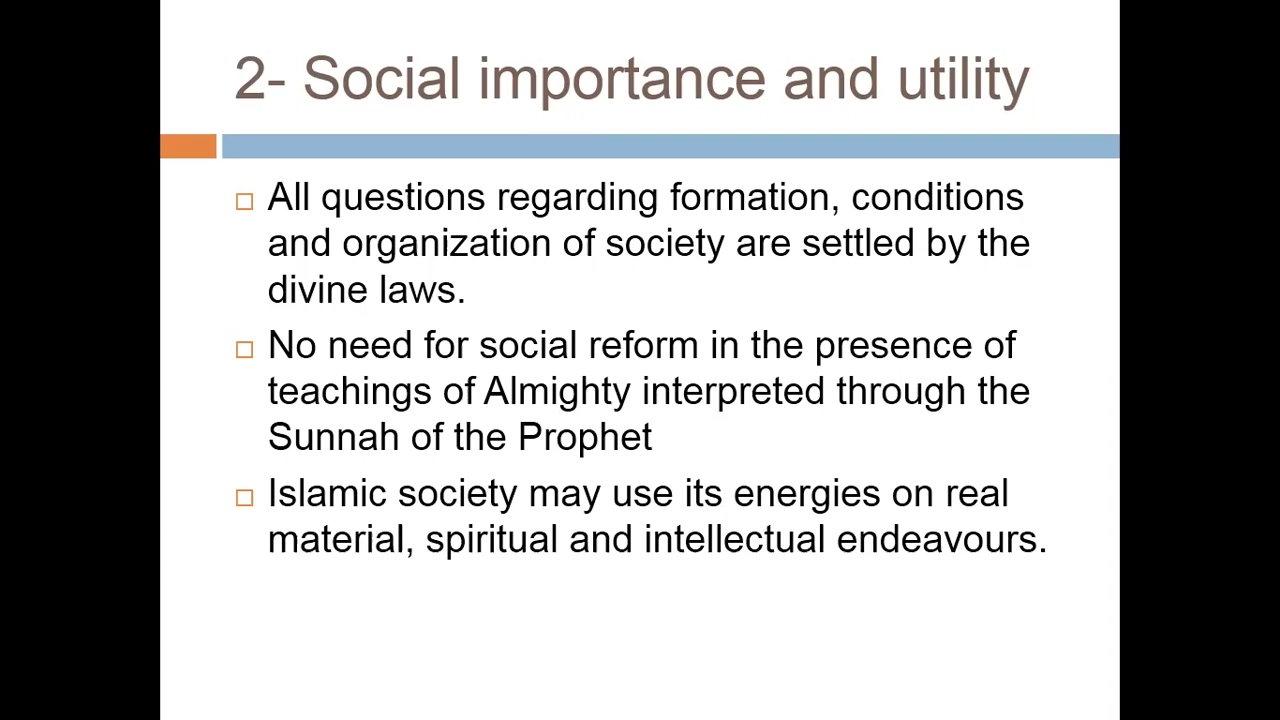 2- Social importance and utility
All questions regarding formation, conditions
and organization of society are settled by the
divine laws.
No need for social reform in the presence of
teachings of Almighty interpreted through the
Sunnah of the Prophet
Islamic society may use its energies on real
material, spiritual and intellectual endeavours.